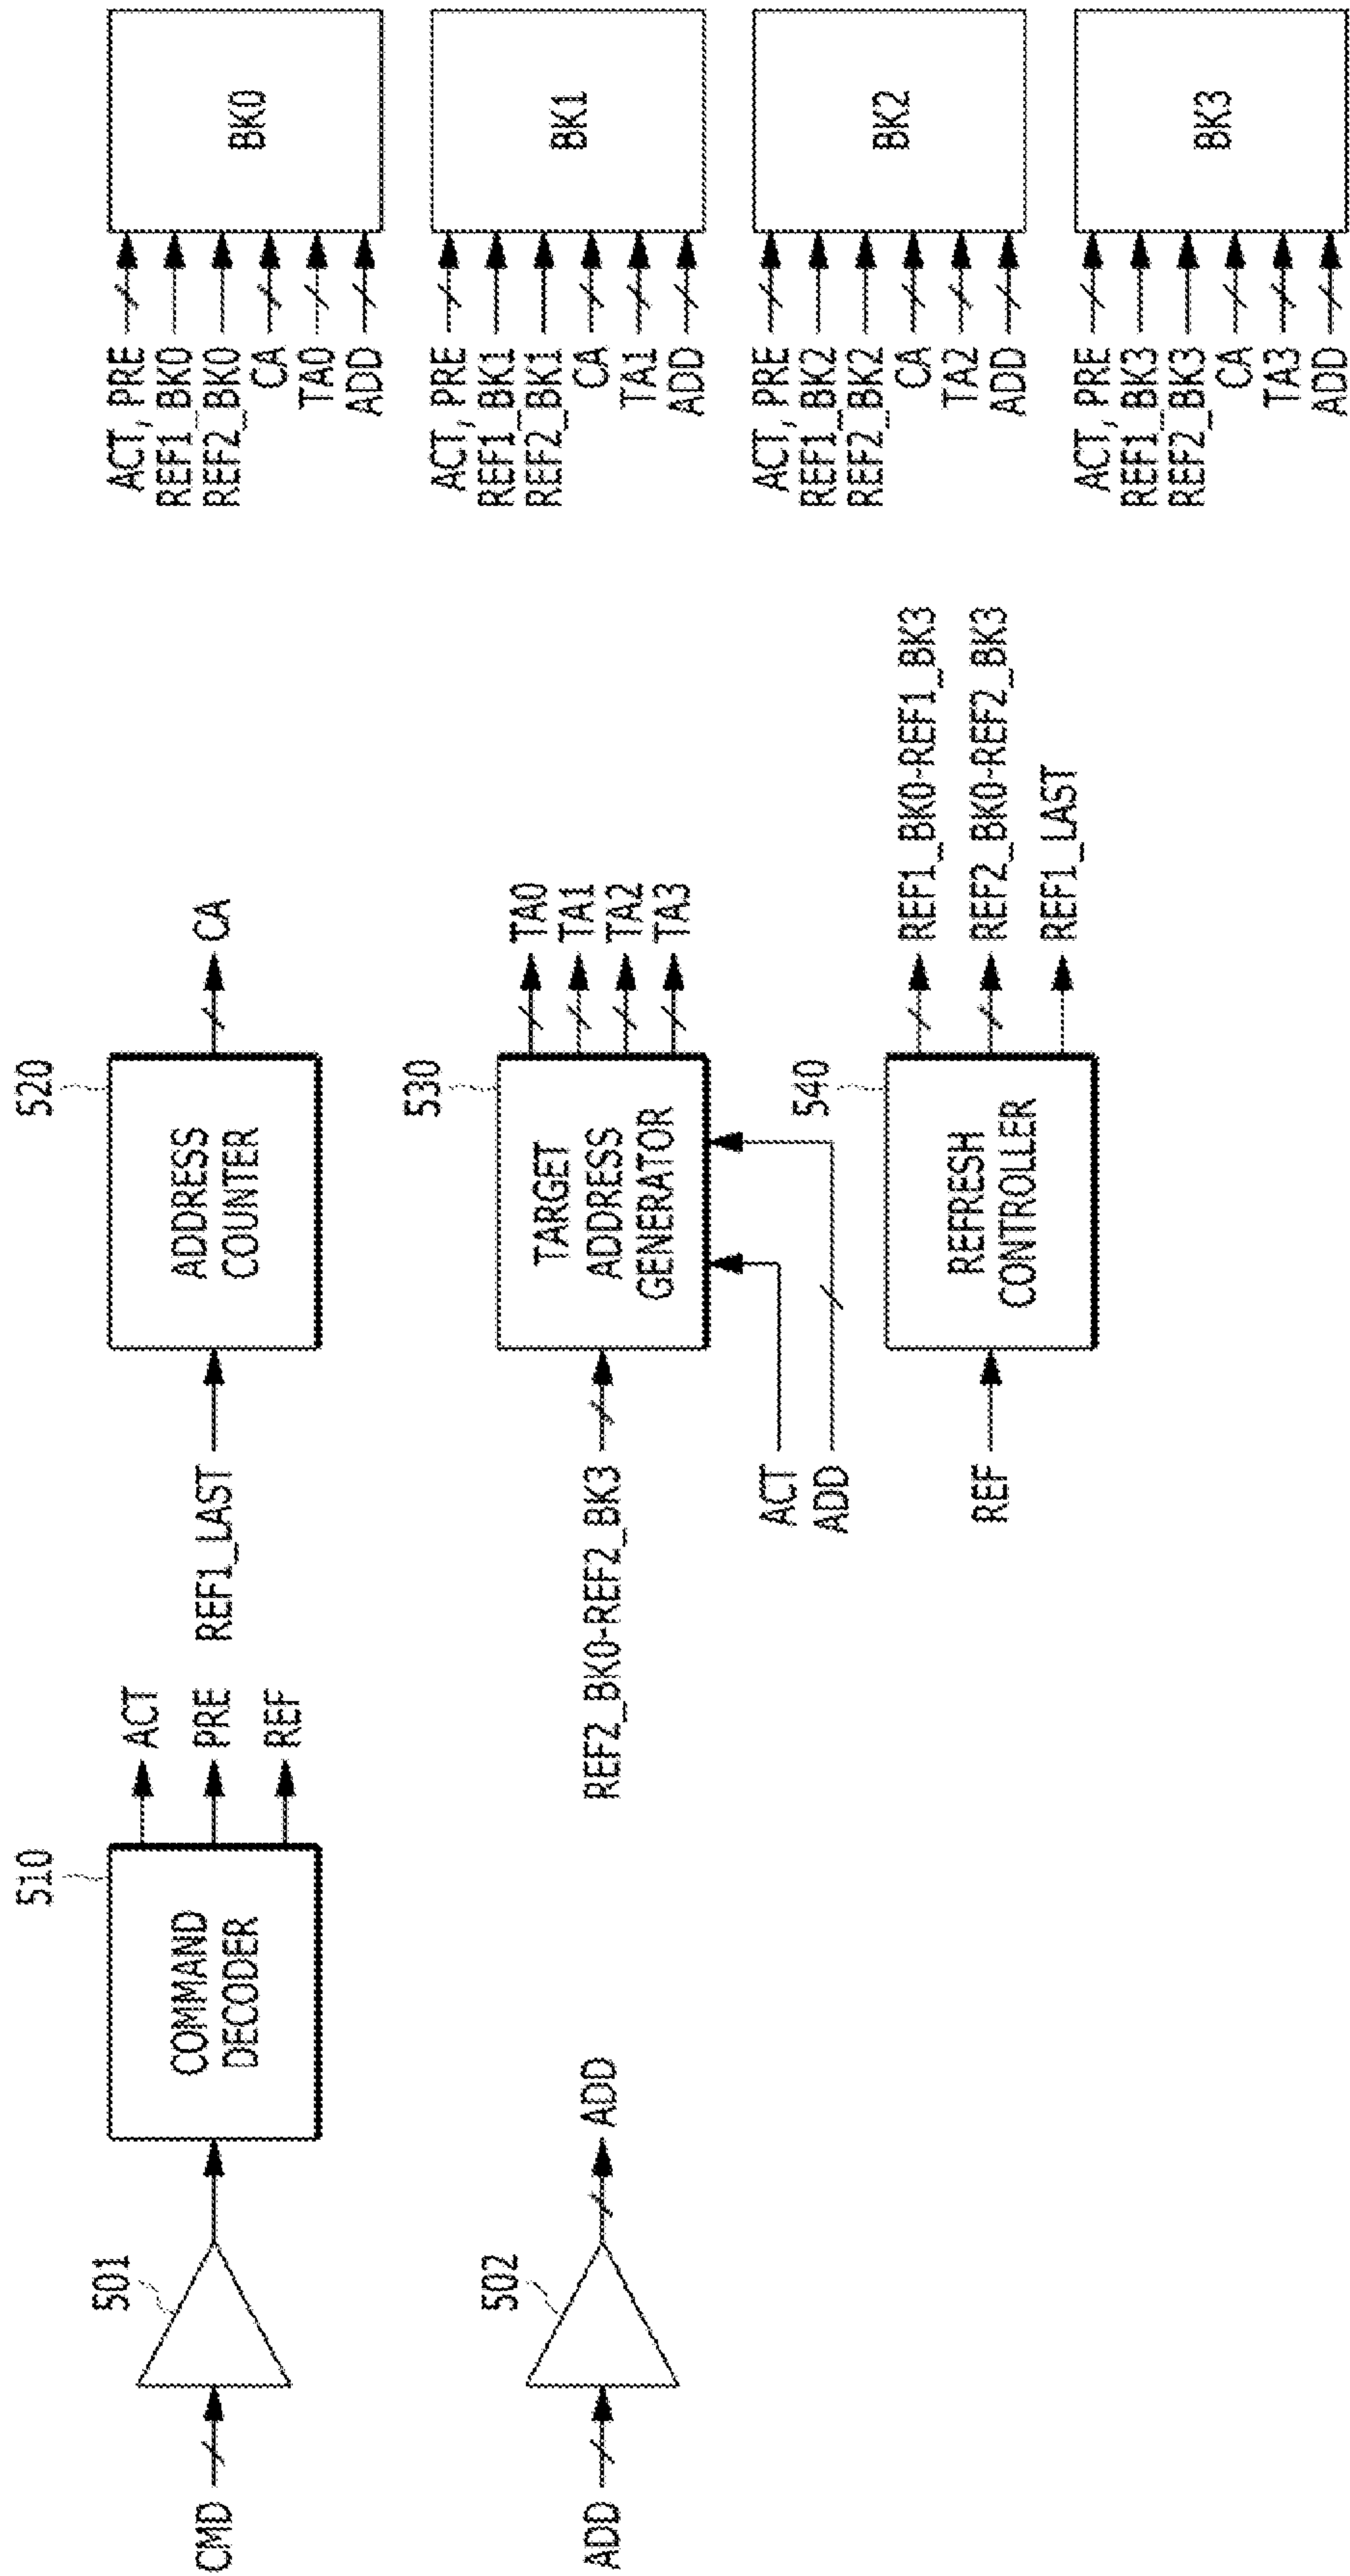 510
CMD
501
COMMAND
DECODER
ACT
PRE
REF
520
REF1_LAST
ADDRESS
COUNTER
CA
ADD
502
ADD
530
REF2_BK0~REF2_BK3
TARGET
ADDRESS
GENERATOR
TA0
TA1
TA2
TA3
ACT
ADD
540
REF
REFRESH
CONTROLLER
REF1_BK0~REF1_BK3
REF2_BK0~REF2_BK3
REF1_LAST
ACT, PRE
REF1_BK0
REF2_BK0
CA
TA0
ADD
BK0
ACT, PRE
REF1_BK1
REF2_BK1
CA
TA1
ADD
BK1
ACT, PRE
REF1_BK2
REF2_BK2
CA
TA2
ADD
BK2
ACT, PRE
REF1_BK3
REF2_BK3
CA
TA3
ADD
BK3